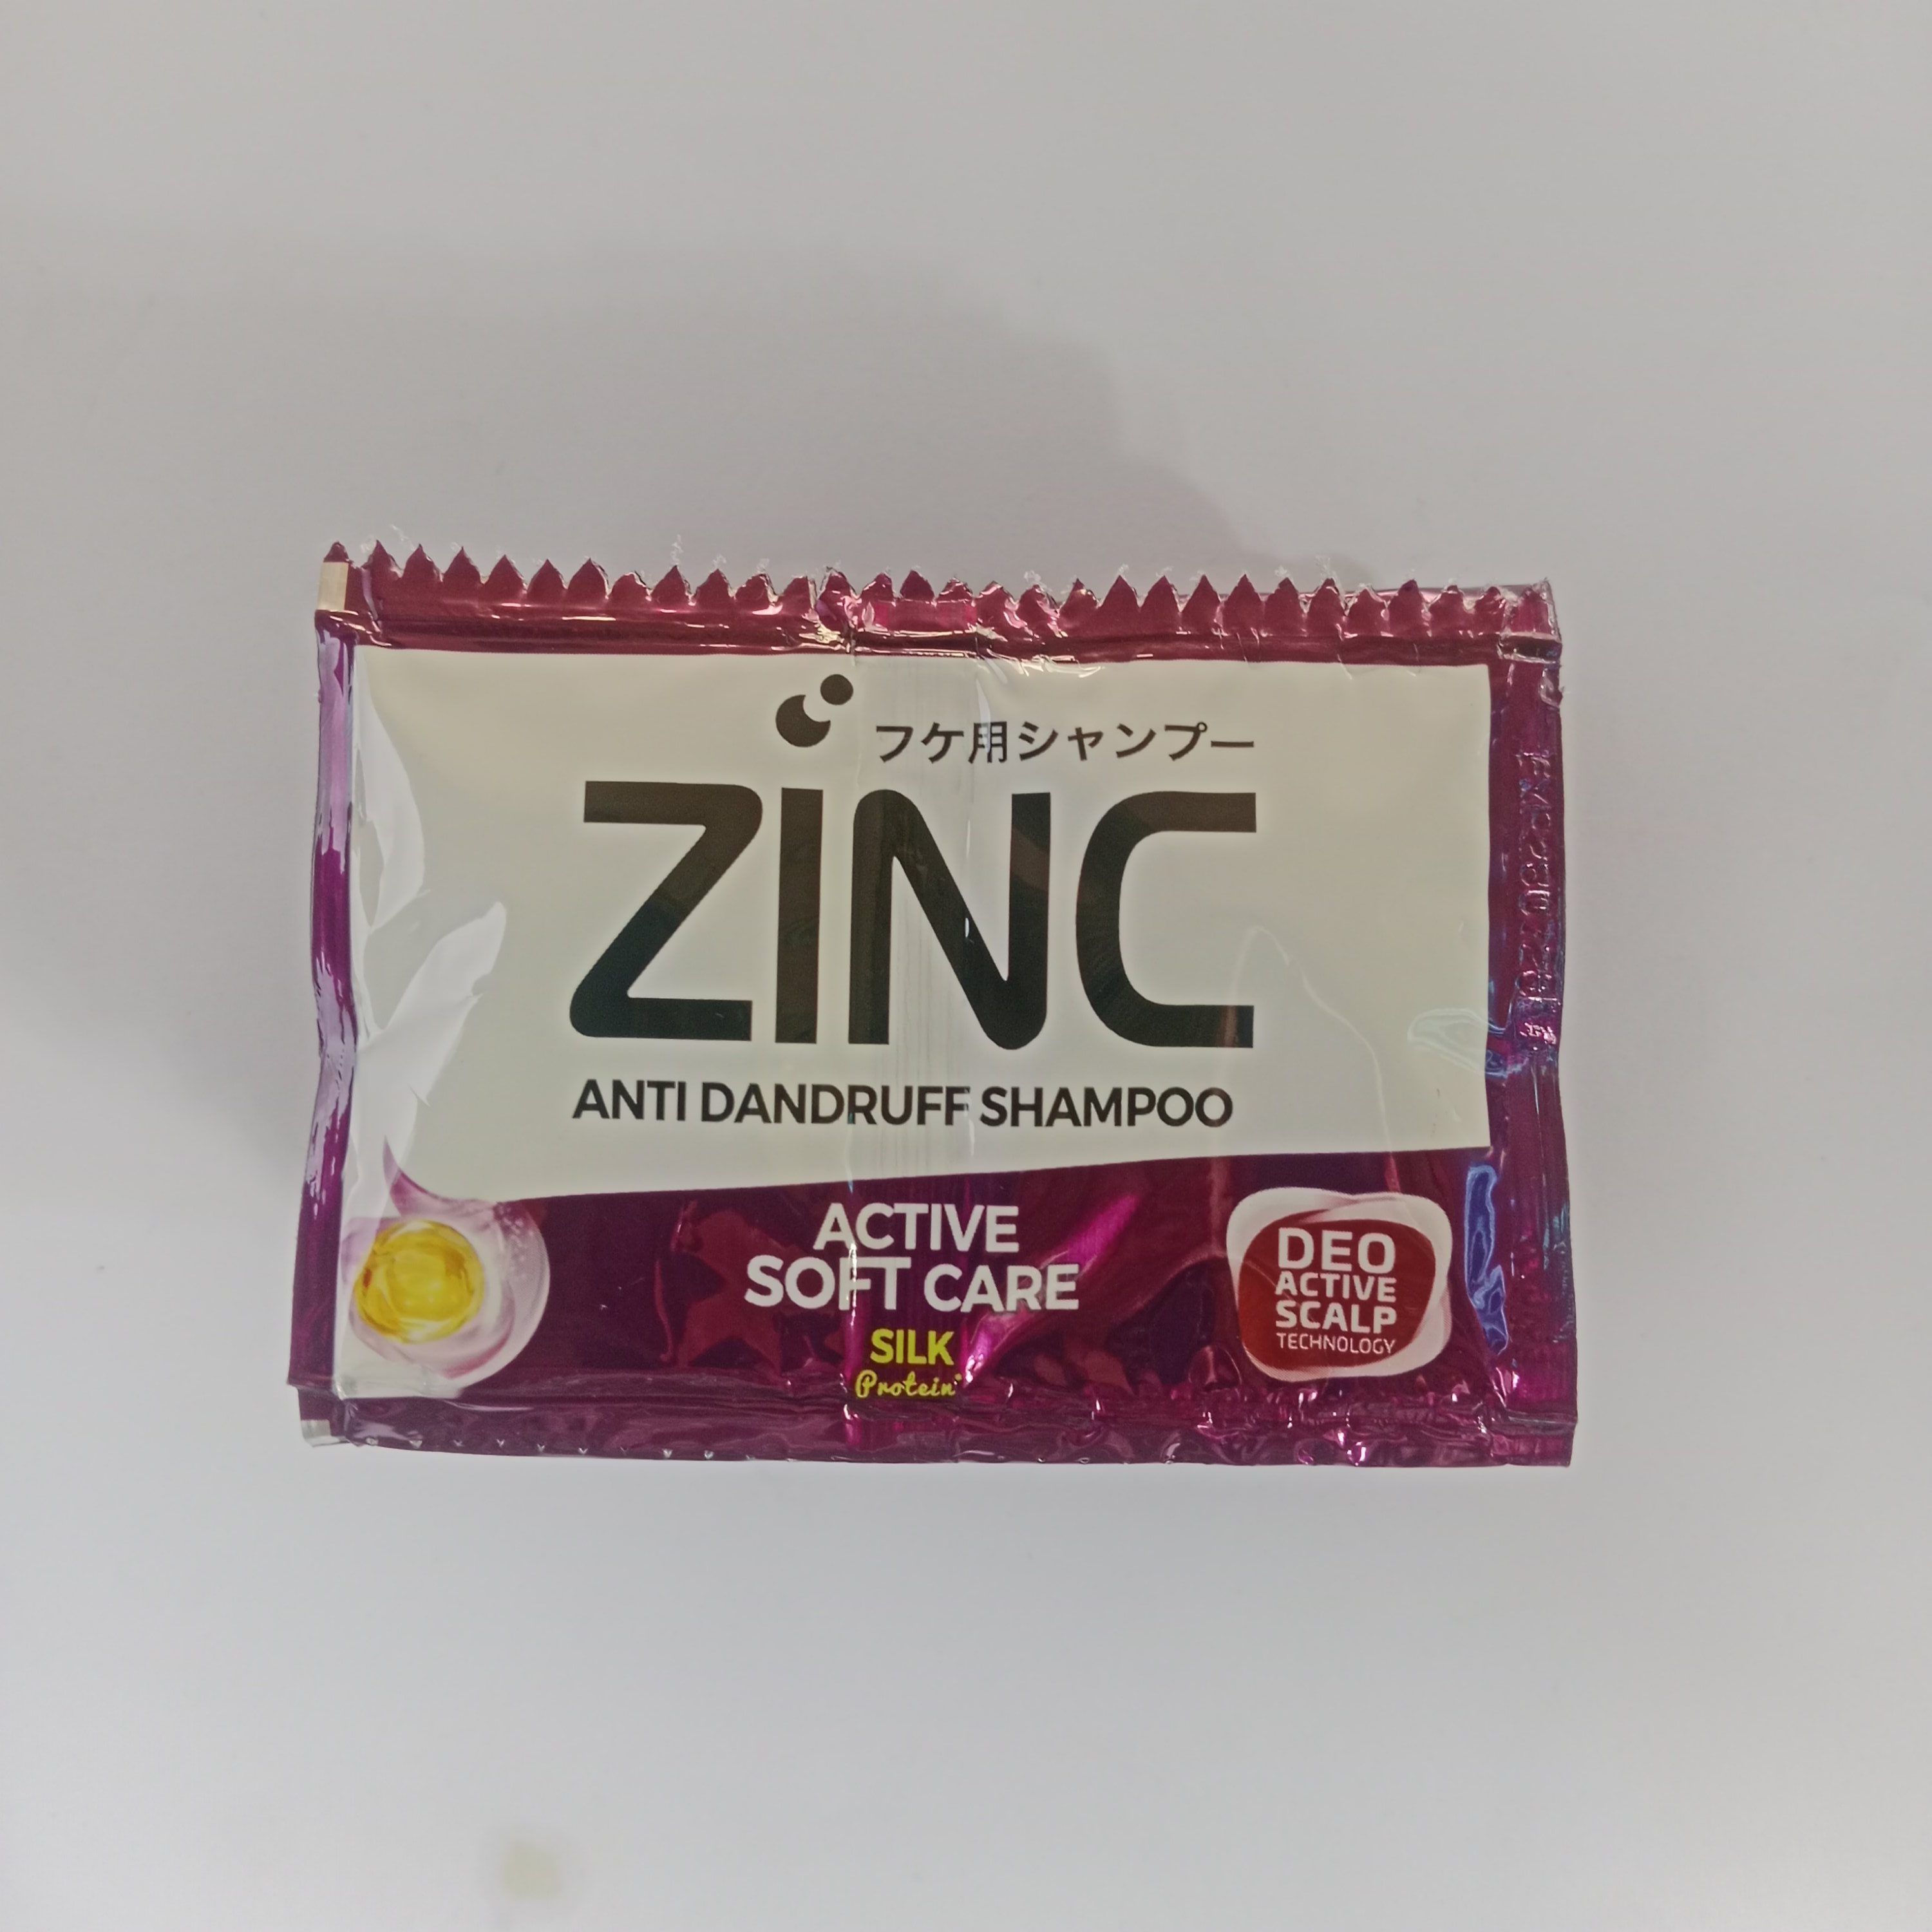 フケ用シャンプー
ZINC
ANTI DANDRUFF SHAMPOO
ACTIVE
SOFT CARE
SILK
Protein*
DEO
ACTIVE
SCALP
TECHNOLOGY